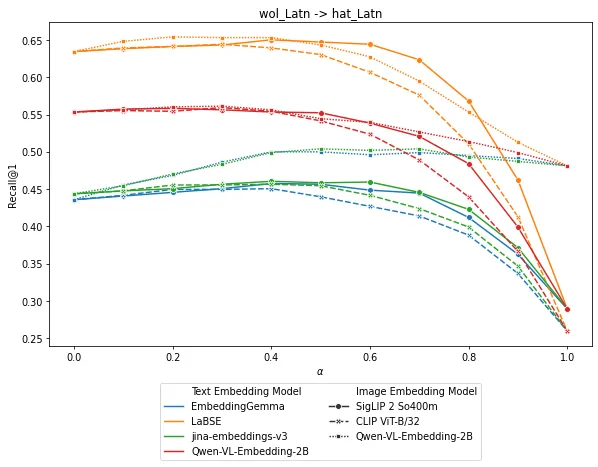 wol_Latn -> hat_Latn
0.65
0.60
0.55
0.50
0.45
0.40
0.35
0.30
0.25
Recall@1
0.0 0.2 0.4 0.6 0.8 1.0
α
Text Embedding Model Image Embedding Model
EmbeddingGemma SigLIP 2 So400m
LaBSE CLIP ViT-B/32
jina-embeddings-v3 Qwen-VL-Embedding-2B
Qwen-VL-Embedding-2B